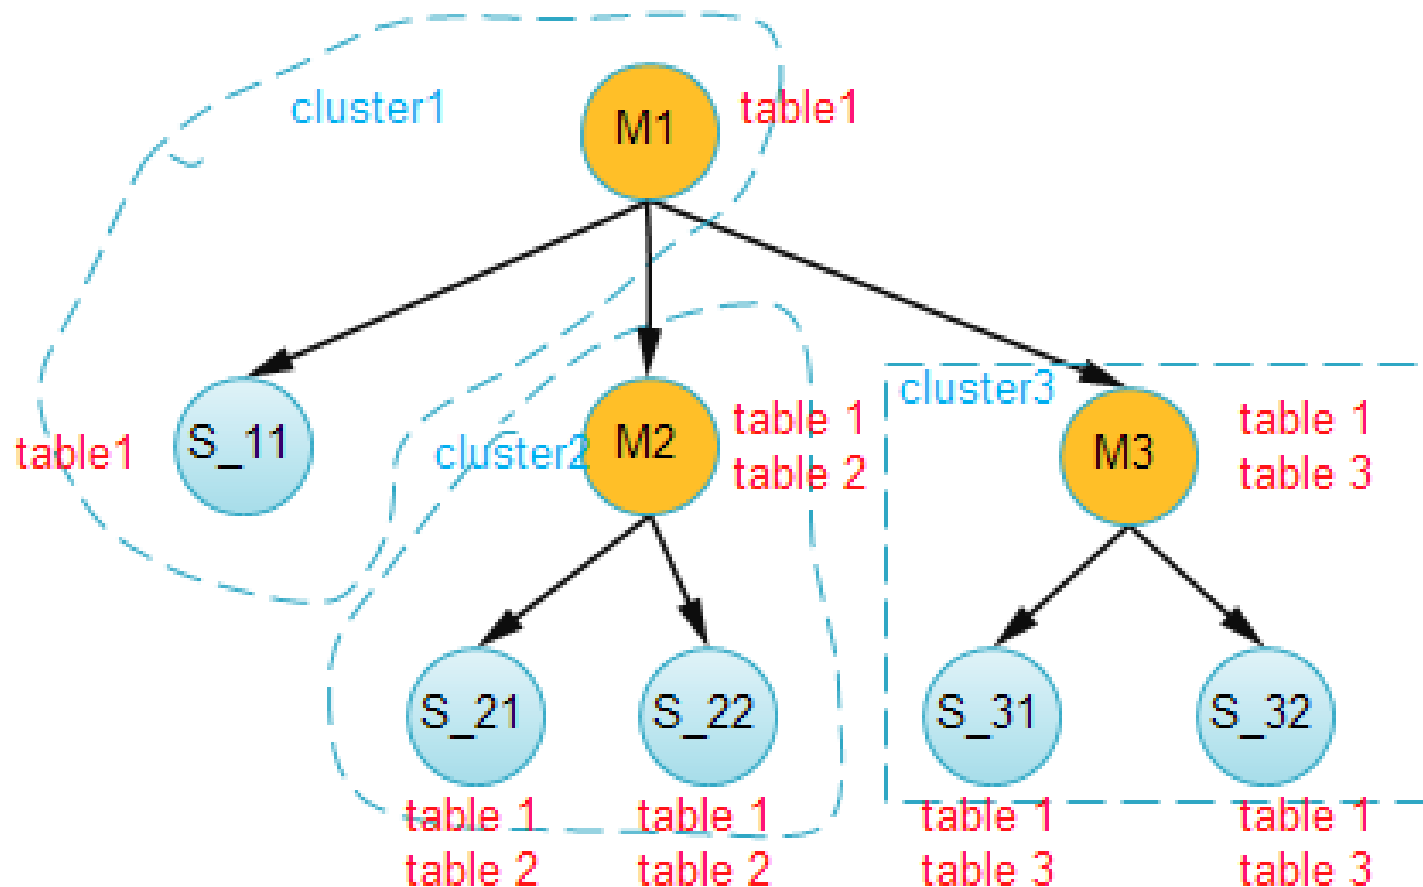 cluster1
M1
table1
S_11
table1
cluster2
M2
table 1
table 2
cluster3
M3
table 1
table 3
S_21
S_22
S_31
S_32
table 1
table 2
table 1
table 2
table 1
table 3
table 1
table 3